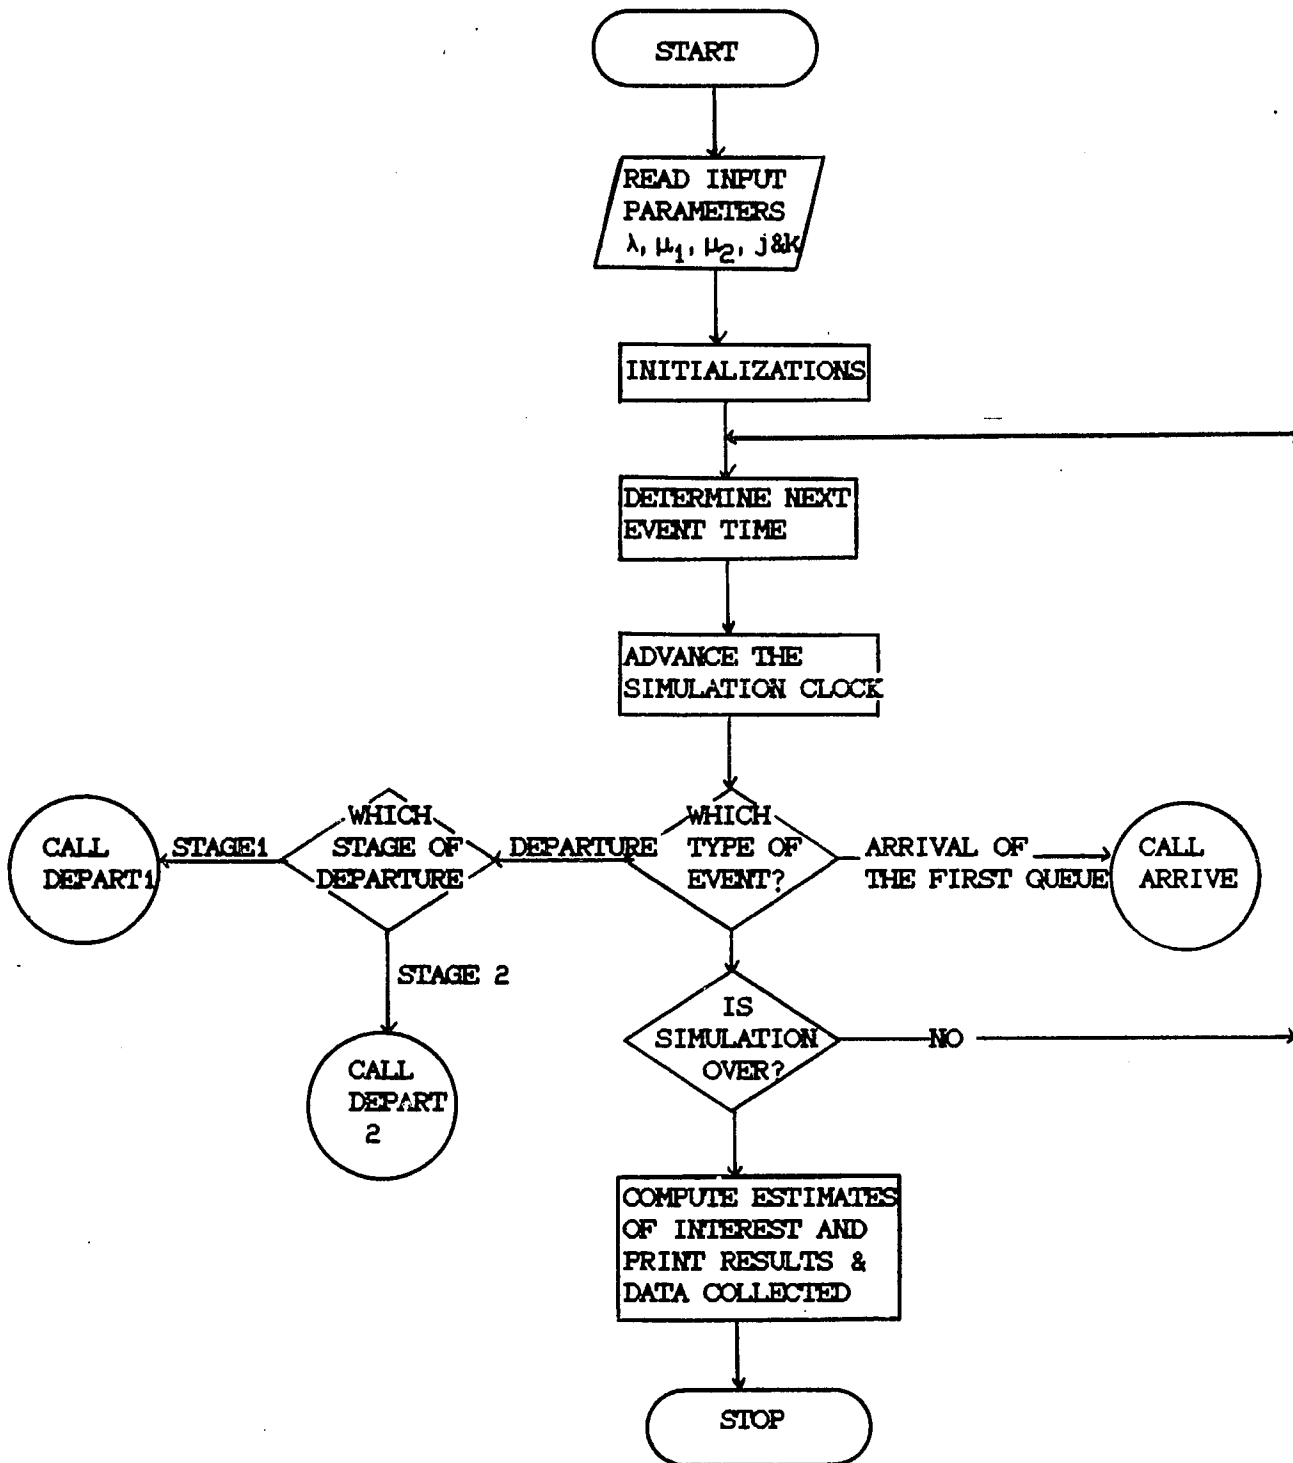 START
READ INPUT
PARAMETERS
λ, μ₁, μ₂, j&k
INITIALIZATIONS
DETERMINE NEXT
EVENT TIME
ADVANCE THE
SIMULATION CLOCK
CALL
DEPART1
STAGE1
WHICH
STAGE OF
DEPARTURE
DEPARTURE
WHICH
TYPE OF
EVENT?
ARRIVAL OF
THE FIRST QUEUE
CALL
ARRIVE
STAGE 2
CALL
DEPART
2
IS
SIMULATION
OVER?
NO
COMPUTE ESTIMATES
OF INTEREST AND
PRINT RESULTS &
DATA COLLECTED
STOP